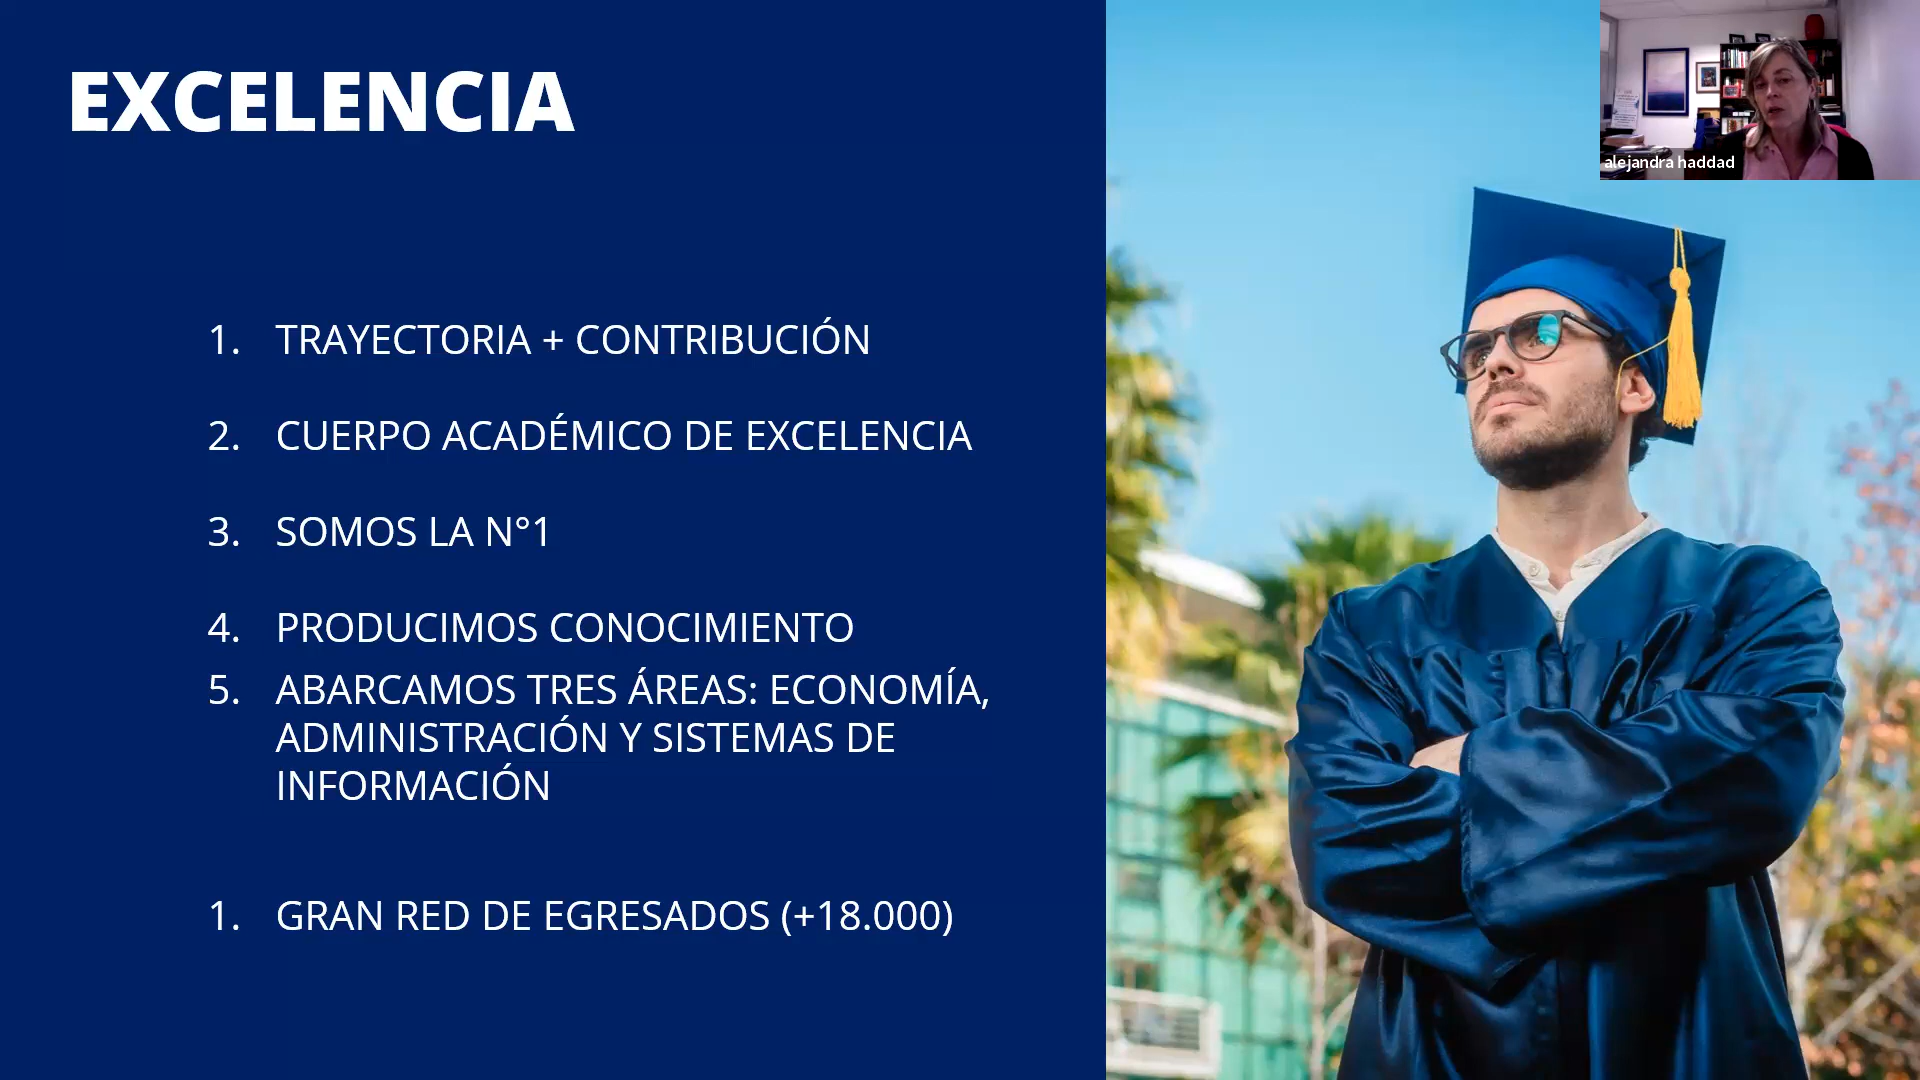 EXCELENCIA
alejandra haddad
1. TRAYECTORIA + CONTRIBUCIÓN
2. CUERPO ACADÉMICO DE EXCELENCIA
3. SOMOS LA N°1
4. PRODUCIMOS CONOCIMIENTO
5. ABARCAMOS TRES ÁREAS: ECONOMÍA,
ADMINISTRACIÓN Y SISTEMAS DE
INFORMACIÓN
1. GRAN RED DE EGRESADOS (+18.000)